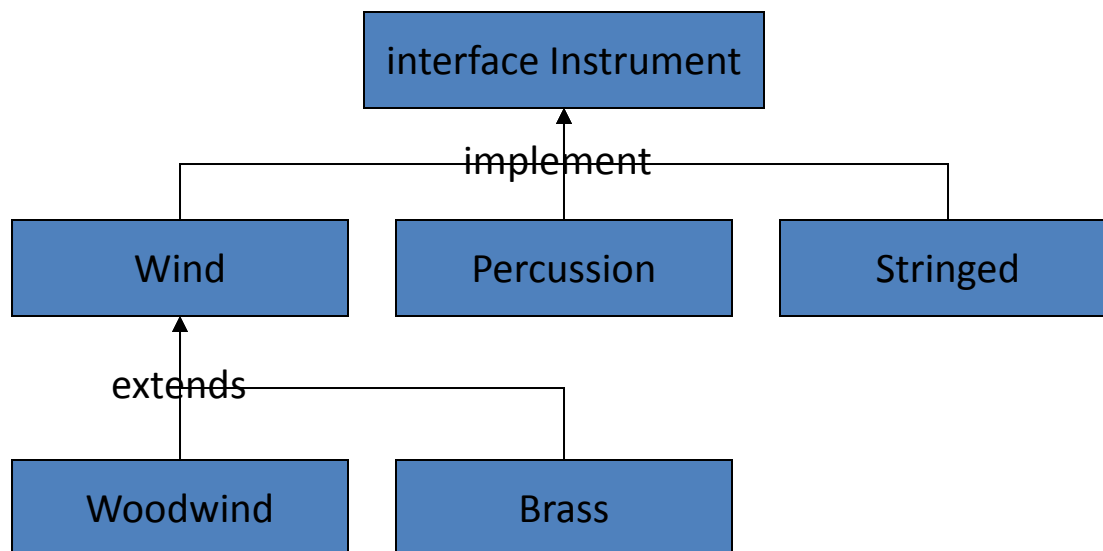 interface Instrument
implement
Wind
Percussion
Stringed
extends
Woodwind
Brass